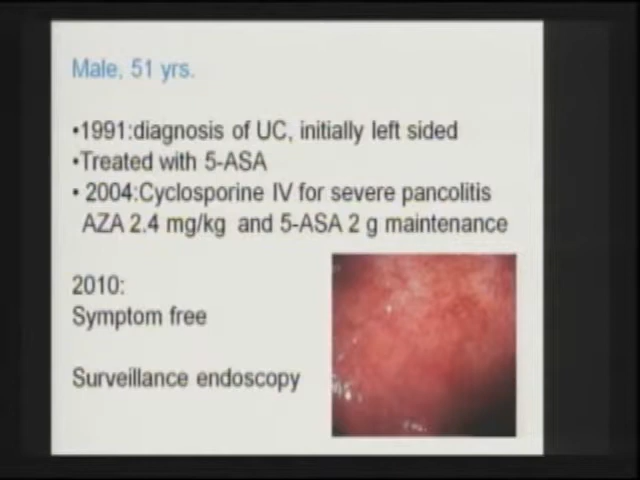 Male, 51 yrs.
•1991:diagnosis of UC, initially left sided
•Treated with 5-ASA
• 2004:Cyclosporine IV for severe pancolitis
AZA 2.4 mg/kg and 5-ASA 2 g maintenance
2010:
Symptom free
Surveillance endoscopy